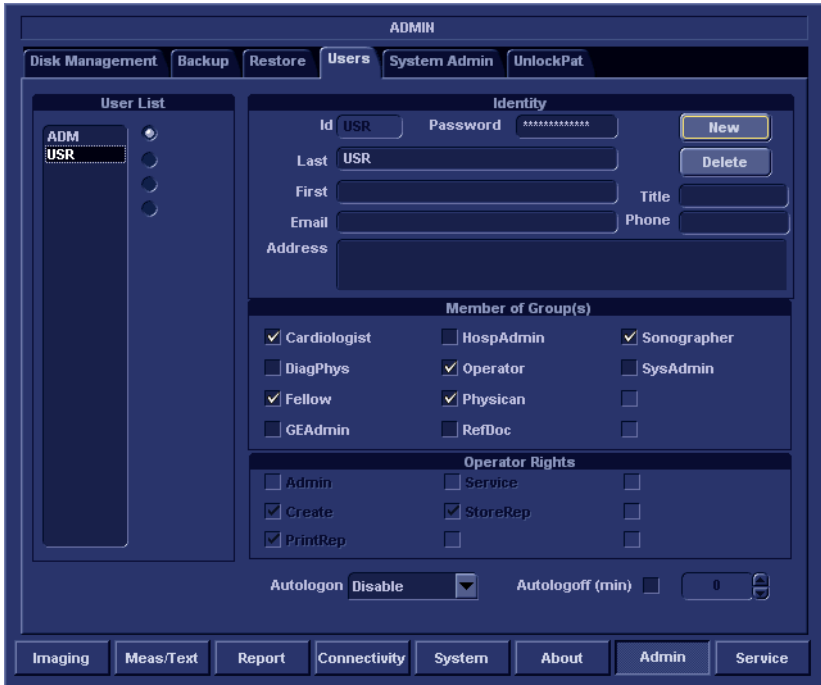 ADMIN
Disk Management Backup Restore Users System Admin UnlockPat
User List
ADM
USR
Identity
Id USR Password ************* New
Last USR Delete
First Title
Email Phone
Address
Member of Group(s)
Cardiologist HospAdmin Sonographer
DiagPhys Operator SysAdmin
Fellow Physican
GEAdmin RefDoc
Operator Rights
Admin Service
Create StoreRep
PrintRep
Autologon Disable Autologoff (min) 0
Imaging Meas/Text Report Connectivity System About Admin Service